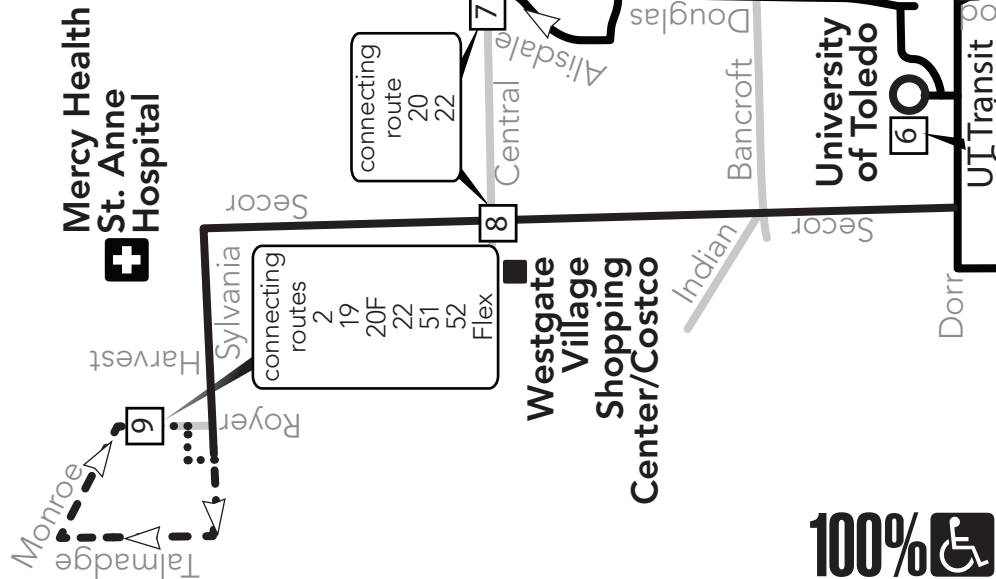 Mercy Health
St. Anne
Hospital
connecting
route
20
22
7
Alisdale
Douglas
Central
Bancroft
University
of Toledo
6
UT Transit
Secor
8
Secor
Indian
Sylvania
connecting
routes
2
19
20F
22
51
52
Flex
Westgate
Village
Shopping
Center/Costco
Dorr
Harvest
Royer
9
Monroe
Talmadge
100%